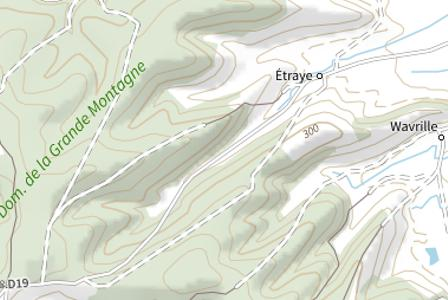 Étraye
300
Wavrille
Dom. de la Grande Montagne
D19